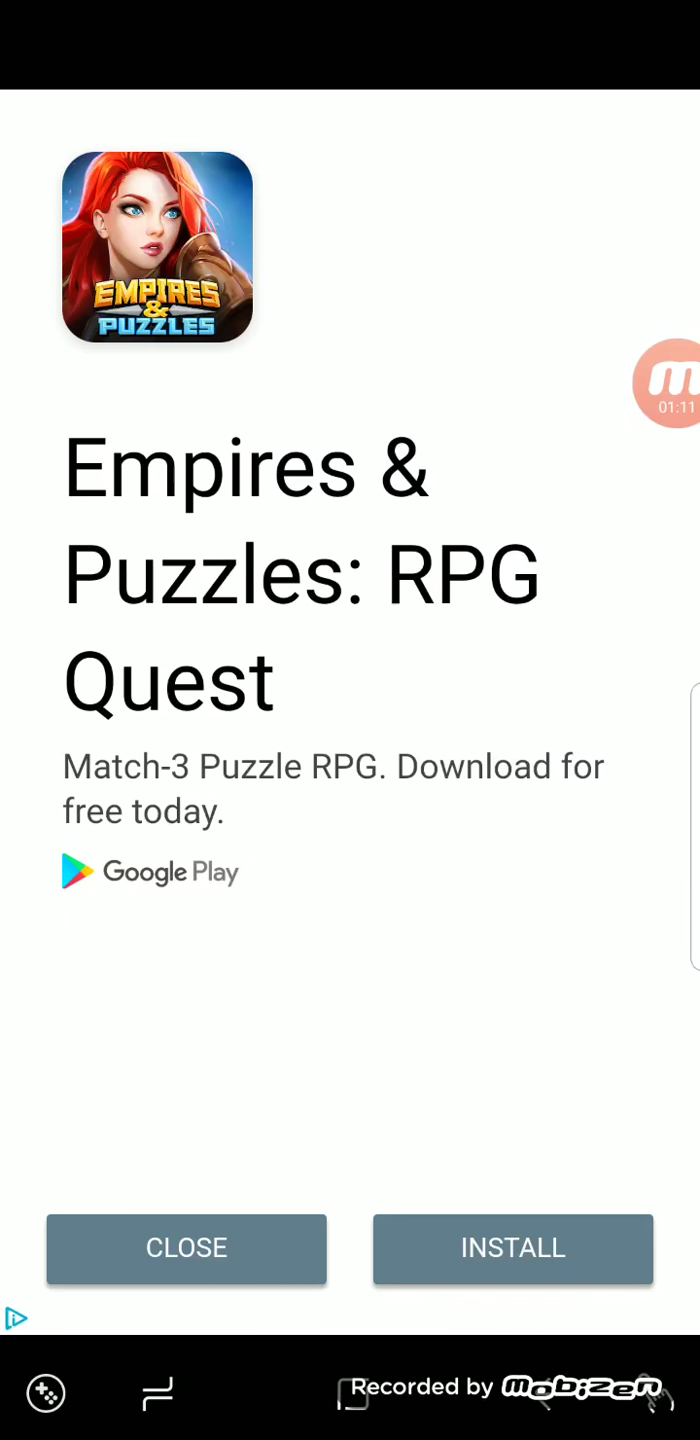 EMPIRES
&
PUZZLES
01:11
Empires &
Puzzles: RPG
Quest
Match-3 Puzzle RPG. Download for
free today.
Google Play
CLOSE
INSTALL
Recorded by mobizen